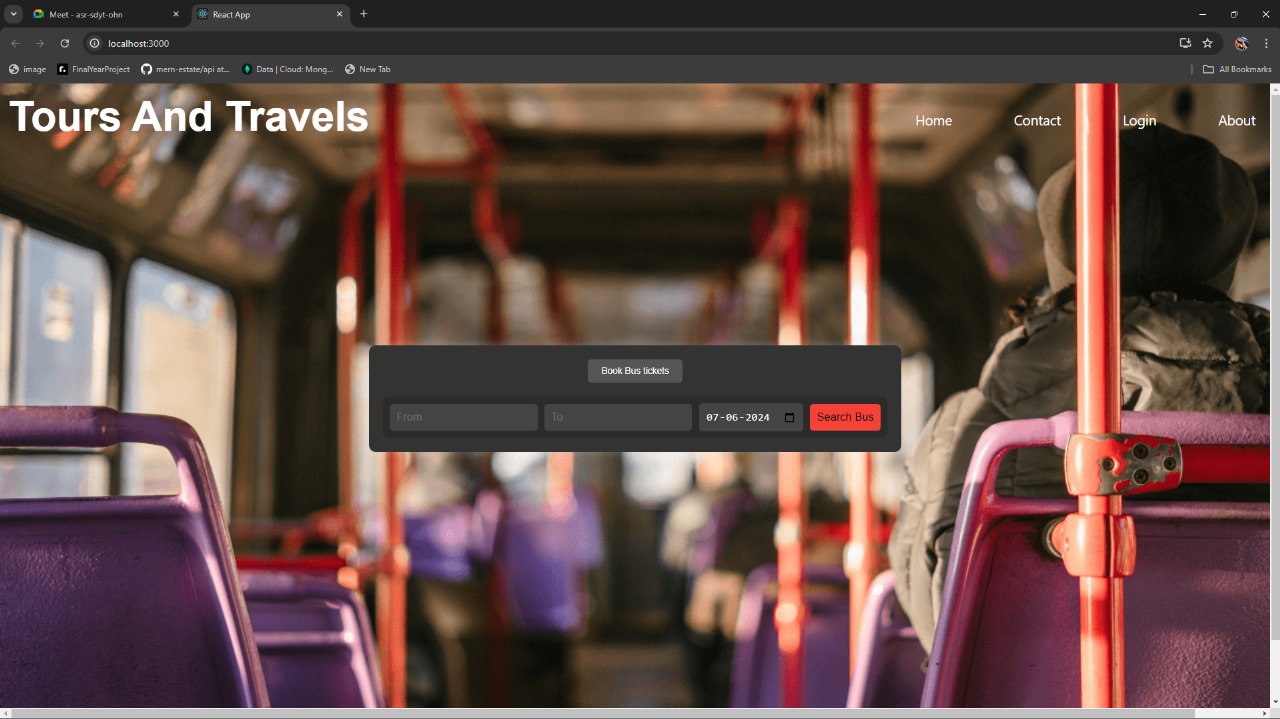 Meet - asr-sdyt-ohn
React App
localhost:3000
image
FinalYearProject
mern-estate/api at...
Data | Cloud: Mong...
New Tab
All Bookmarks
Tours And Travels
Home
Contact
Login
About
Book Bus tickets
From
To
07-06-2024
Search Bus